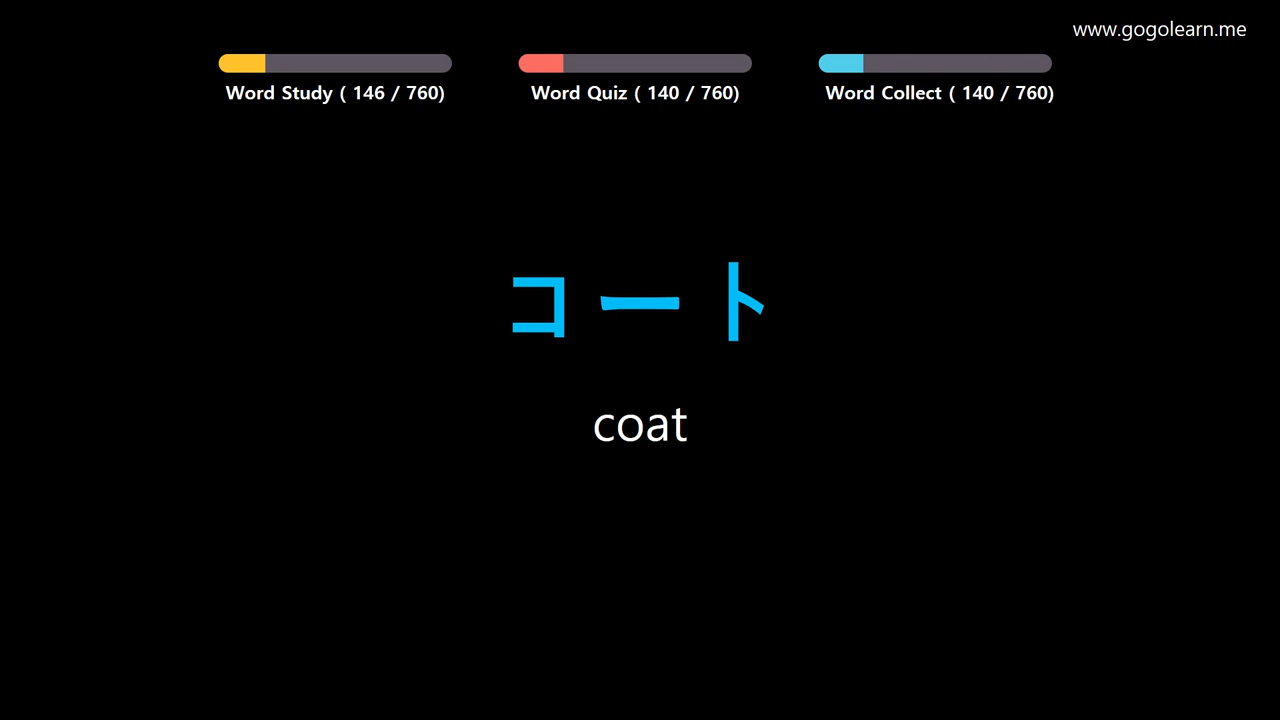 www.gogolearn.me
Word Study ( 146 / 760)
Word Quiz ( 140 / 760)
Word Collect ( 140 / 760)
コート
coat